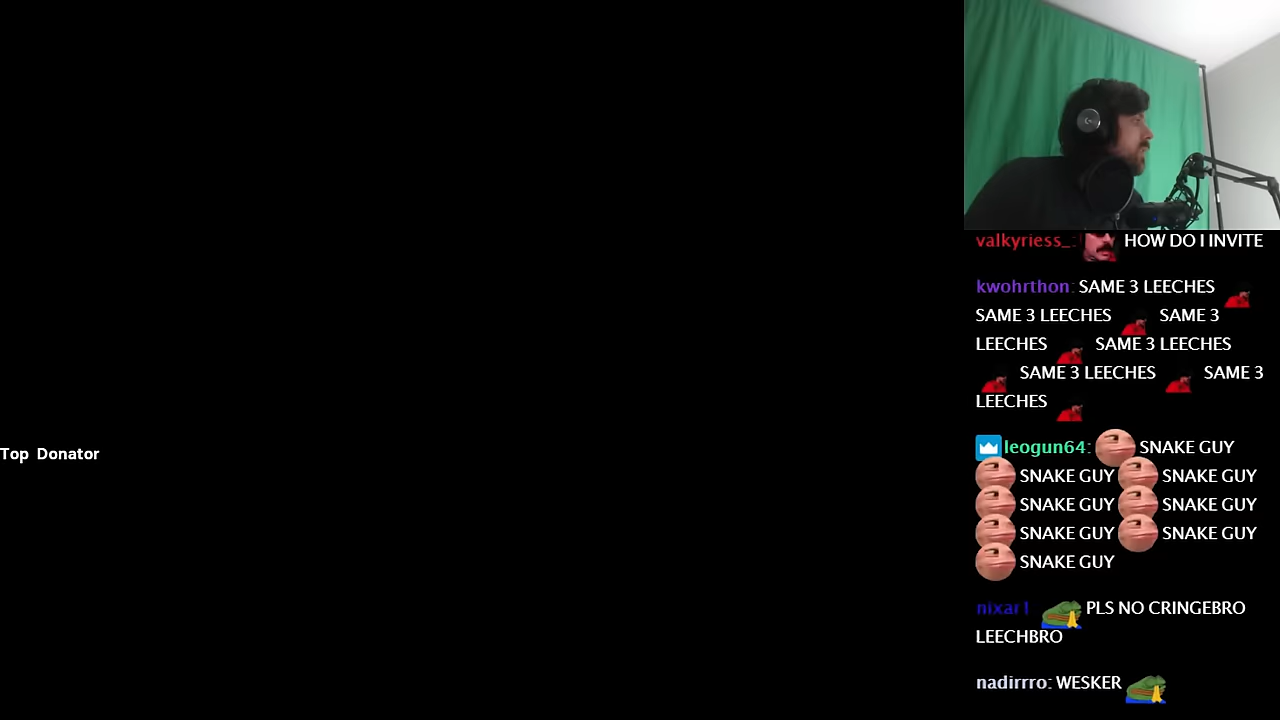 valkyriess_: HOW DO I INVITE
kwohrthon: SAME 3 LEECHES
SAME 3 LEECHES SAME 3
LEECHES SAME 3 LEECHES
SAME 3 LEECHES SAME 3
LEECHES
leogun64: SNAKE GUY
SNAKE GUY SNAKE GUY
SNAKE GUY SNAKE GUY
SNAKE GUY SNAKE GUY
SNAKE GUY
Top Donator
nixar1 PLS NO CRINGEBRO
LEECHBRO
nadirrro: WESKER